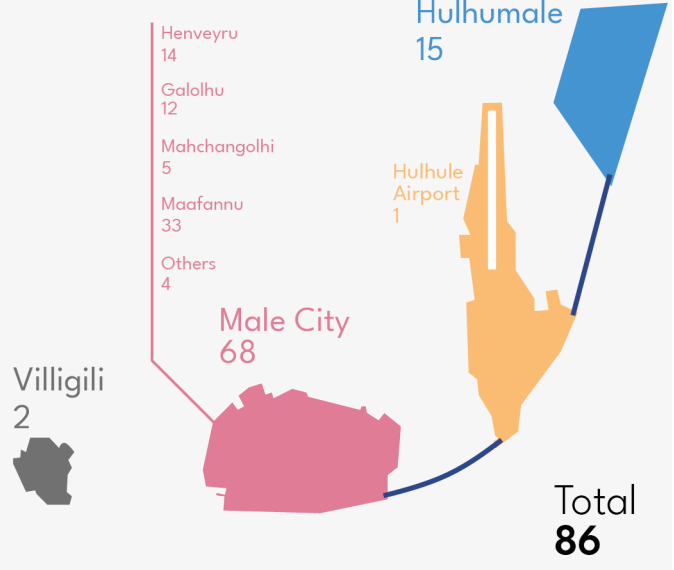 Hulhumale
15
Henveyru
14
Galolhu
12
Mahchangolhi
5
Maafannu
33
Others
4
Hulhule
Airport
1
Male City
68
Villigili
2
Total
86